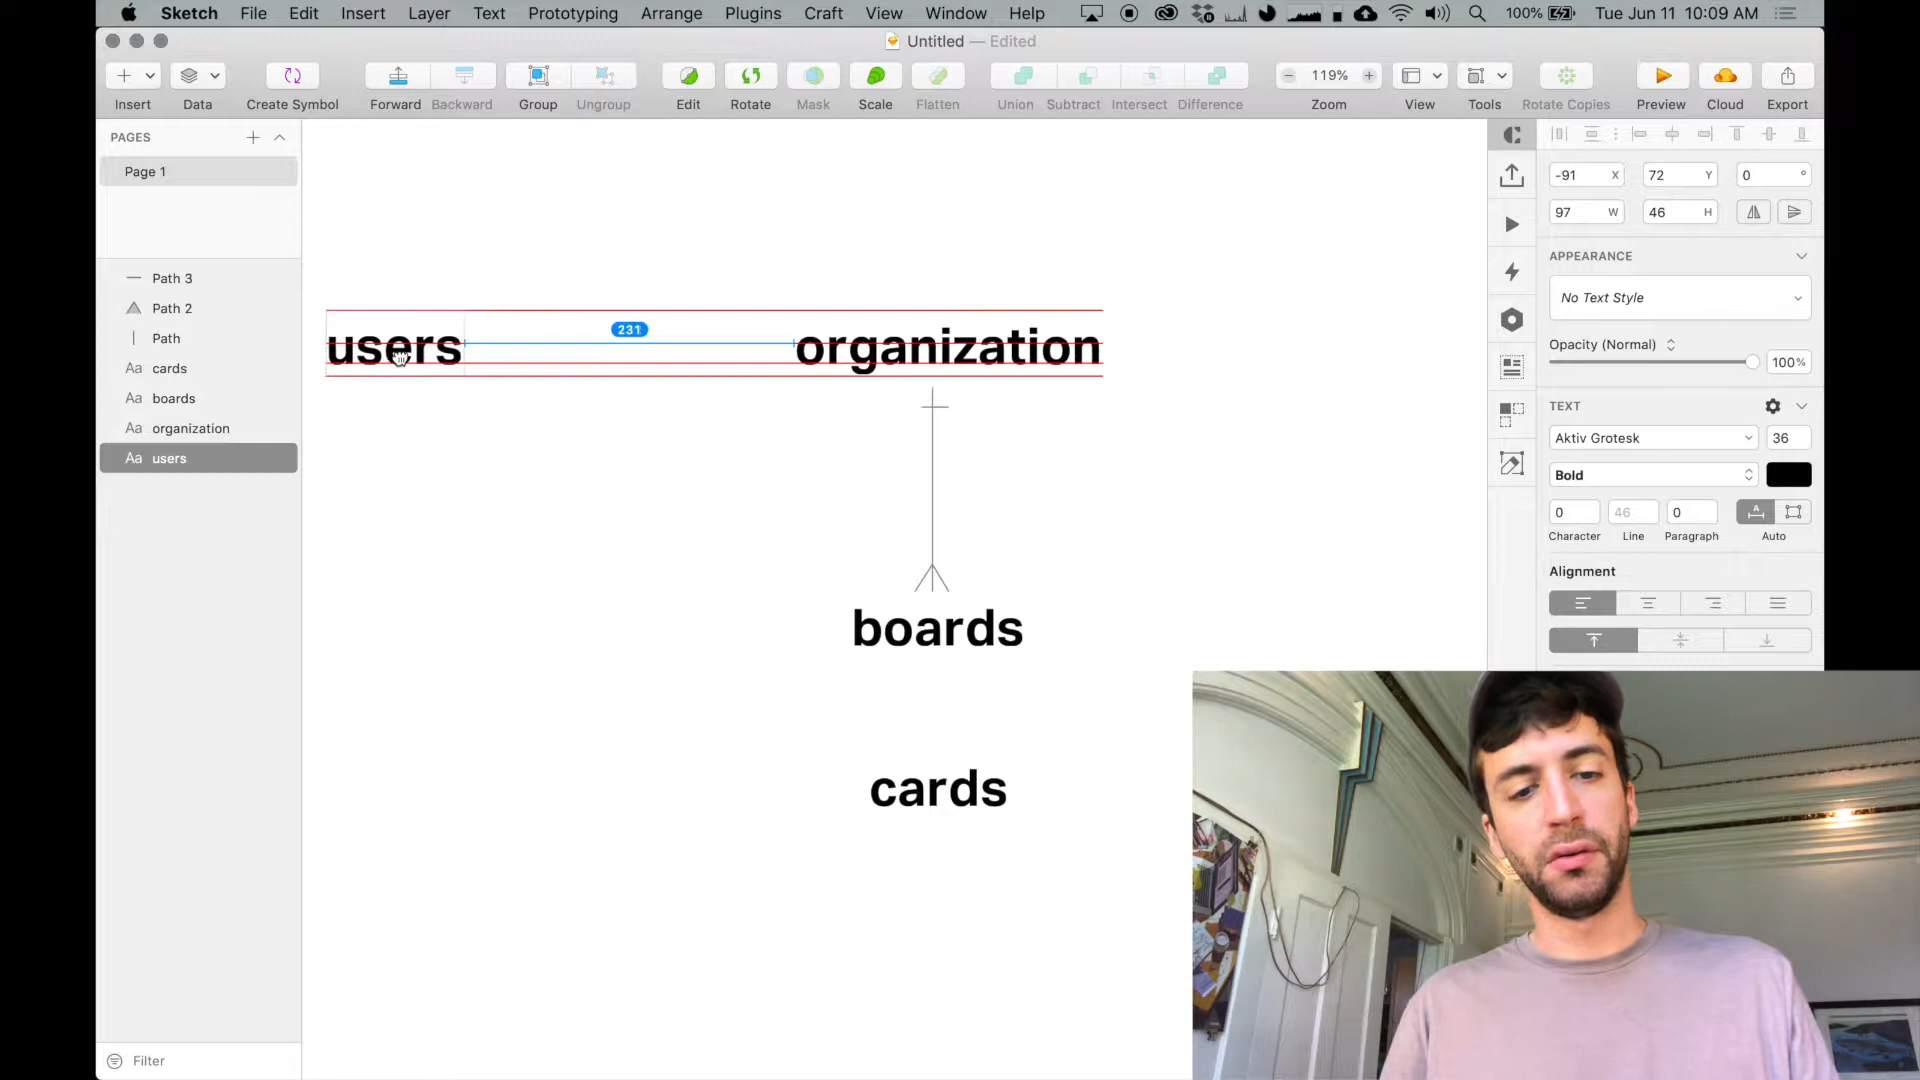 Sketch File Edit Insert Layer Text Prototyping Arrange Plugins Craft View Window Help 100% Tue Jun 11 10:09 AM
Untitled — Edited
119%
Insert Data Create Symbol Forward Backward Group Ungroup Edit Rotate Mask Scale Flatten Union Subtract Intersect Difference Zoom View Tools Rotate Copies Preview Cloud Export
PAGES
Page 1
Path 3
Path 2
Path
Aa cards
Aa boards
Aa organization
Aa users
Filter
231
users organization
boards
cards
-91 X 72 Y 0 °
97 W 46 H
APPEARANCE
No Text Style
Opacity (Normal)
100%
TEXT
Aktiv Grotesk 36
Bold
0 46 0 A
Character Line Paragraph Auto
Alignment